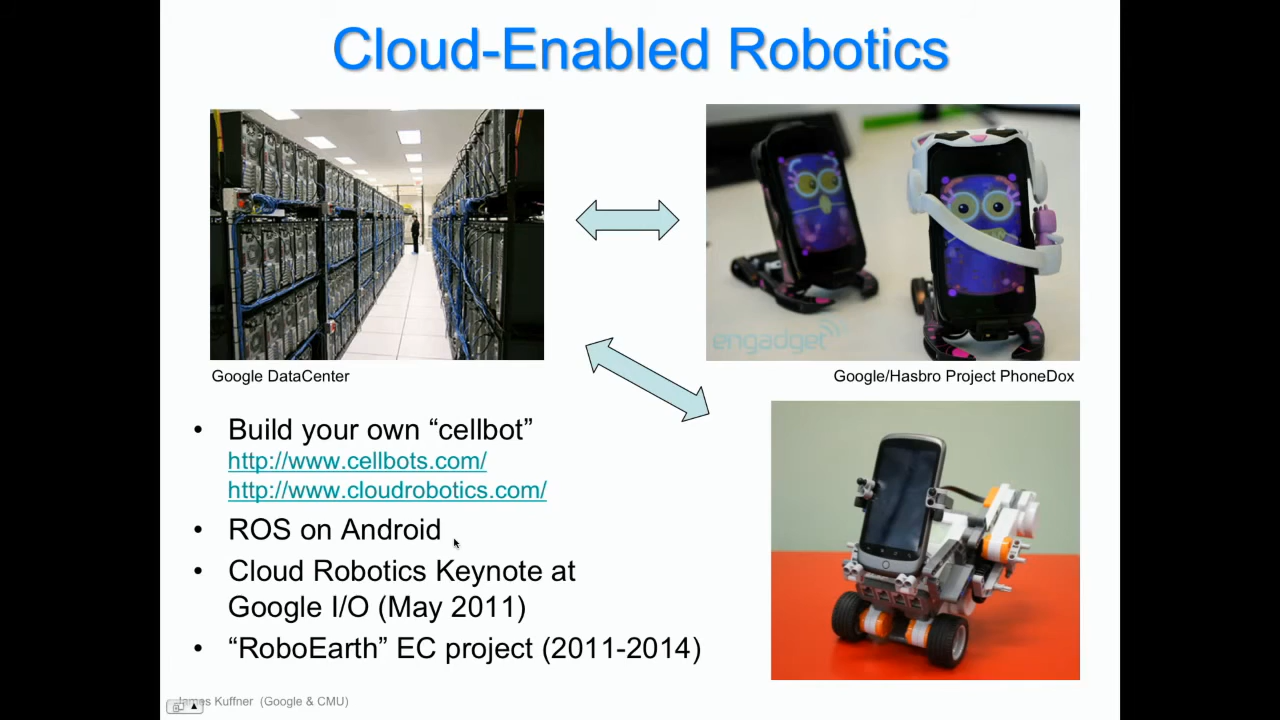 Cloud-Enabled Robotics
engadget
Google DataCenter
Google/Hasbro Project PhoneDox
• Build your own “cellbot”
http://www.cellbots.com/
http://www.cloudrobotics.com/
• ROS on Android
• Cloud Robotics Keynote at
Google I/O (May 2011)
• “RoboEarth” EC project (2011-2014)
James Kuffner (Google & CMU)